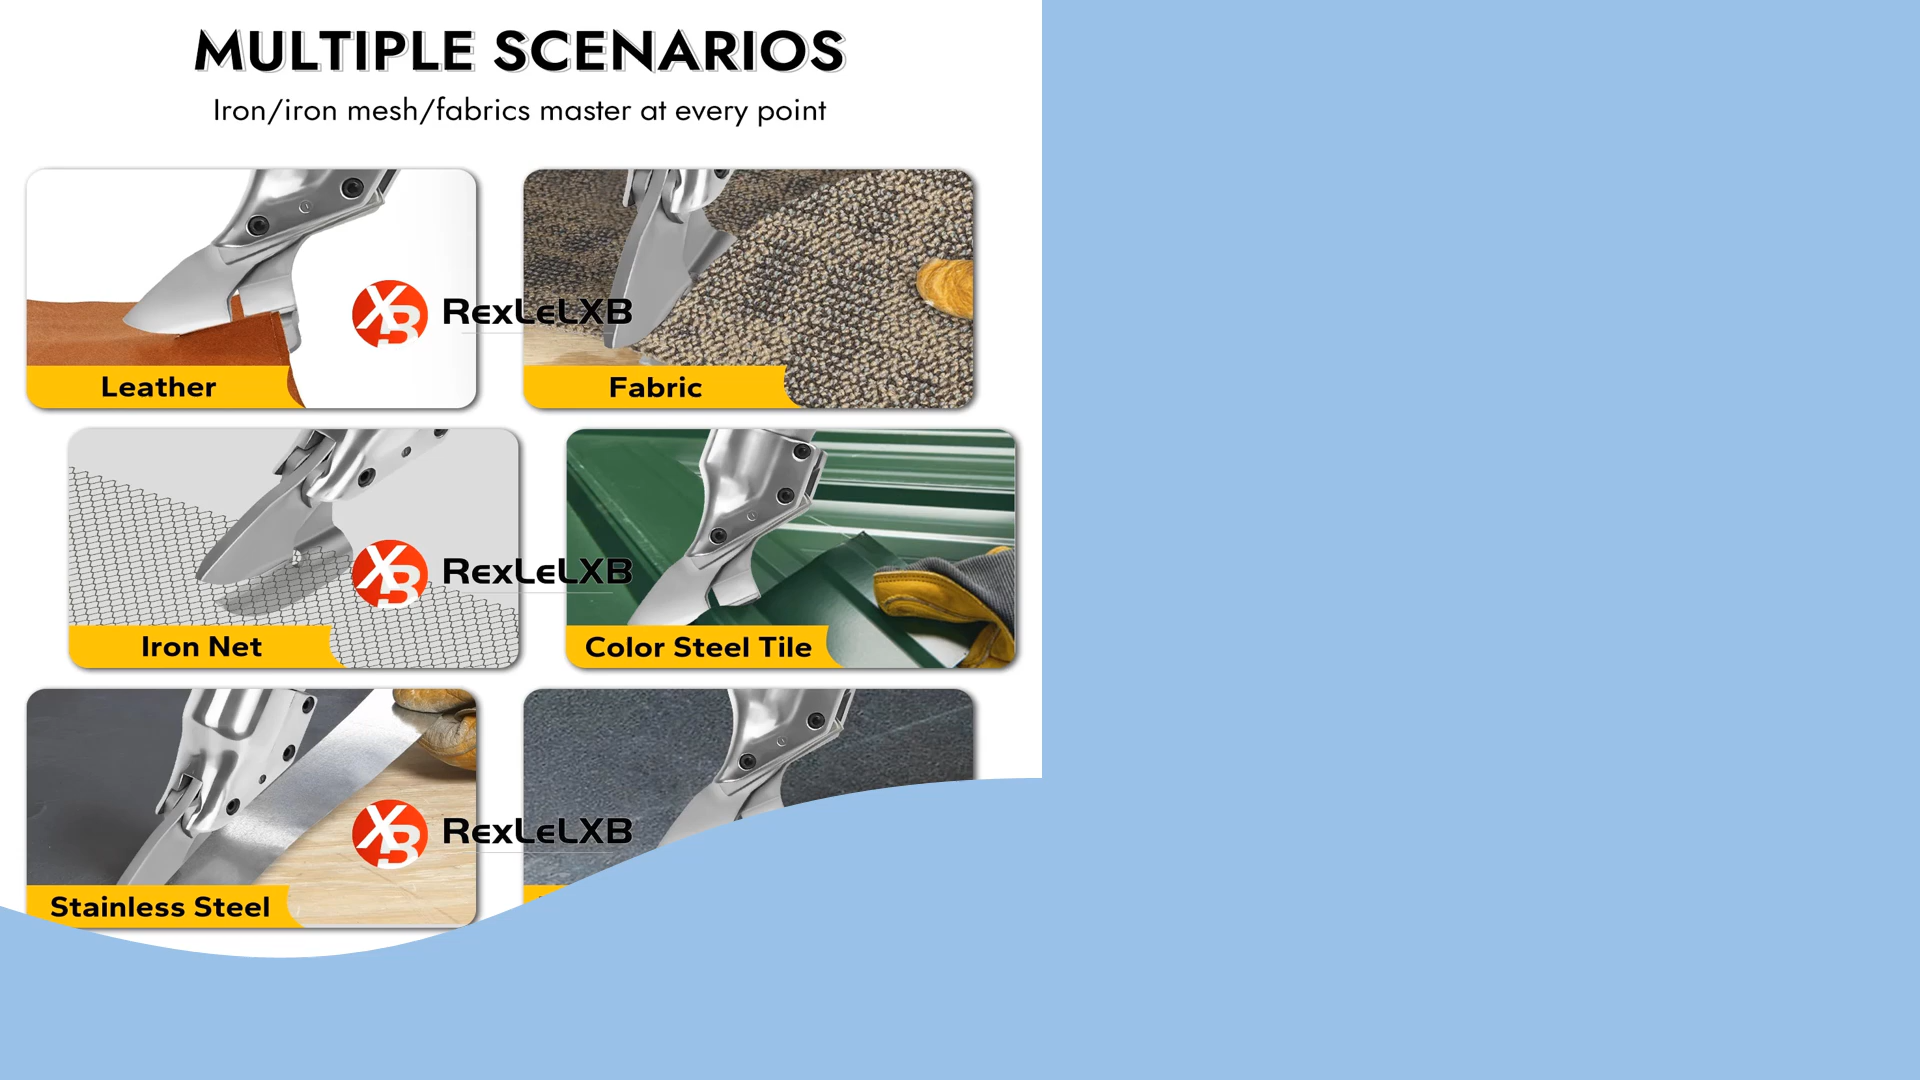 MULTIPLE SCENARIOS
Iron/iron mesh/fabrics master at every point
RexLeLXB
Leather
Fabric
RexLeLXB
Iron Net
Color Steel Tile
RexLeLXB
Stainless Steel